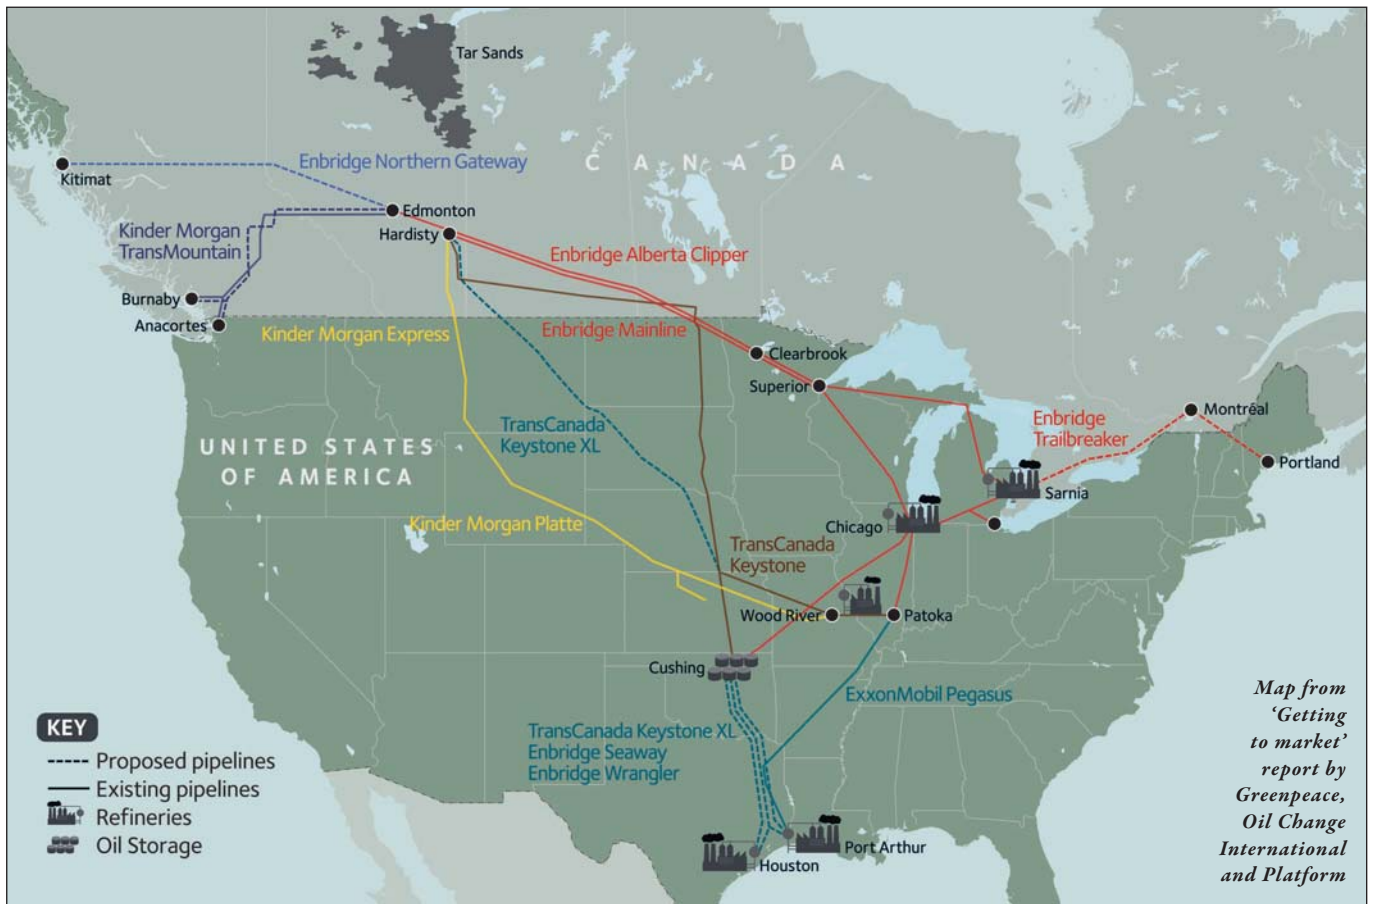 Tar Sands
CANADA
Enbridge Northern Gateway
Kitimat
Edmonton
Hardisty
Kinder Morgan
TransMountain
Enbridge Alberta Clipper
Burnaby
Anacortes
Kinder Morgan Express
Enbridge Mainline
Clearbrook
Superior
Enbridge
Trailbreaker
Montréal
Portland
TransCanada
Keystone XL
UNITED STATES
OF AMERICA
Sarnia
Kinder Morgan Platte
Chicago
TransCanada
Keystone
Wood River
Patoka
Cushing
ExxonMobil Pegasus
TransCanada Keystone XL
Enbridge Seaway
Enbridge Wrangler
Port Arthur
Houston
KEY
Proposed pipelines
Existing pipelines
Refineries
Oil Storage
Map from
‘Getting
to market’
report by
Greenpeace,
Oil Change
International
and Platform